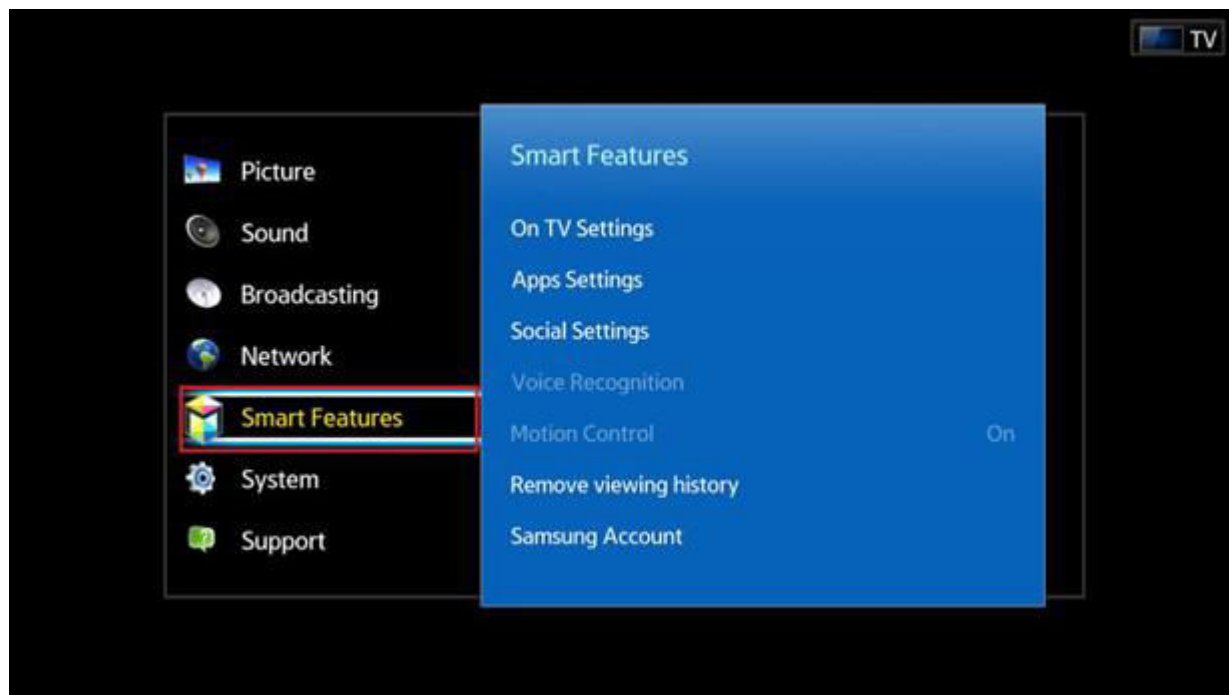 TV
Picture
Sound
Broadcasting
Network
Smart Features
System
Support
Smart Features
On TV Settings
Apps Settings
Social Settings
Voice Recognition
Motion Control On
Remove viewing history
Samsung Account